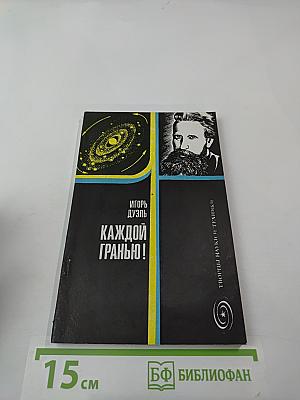 ИГОРЬ
ДУЭЛЬ
КАЖДОЙ
ГРАНЬЮ!
ТВОРЦЫ НАУКИ И ТЕХНИКИ
15 см
БФ БИБЛИОФАН